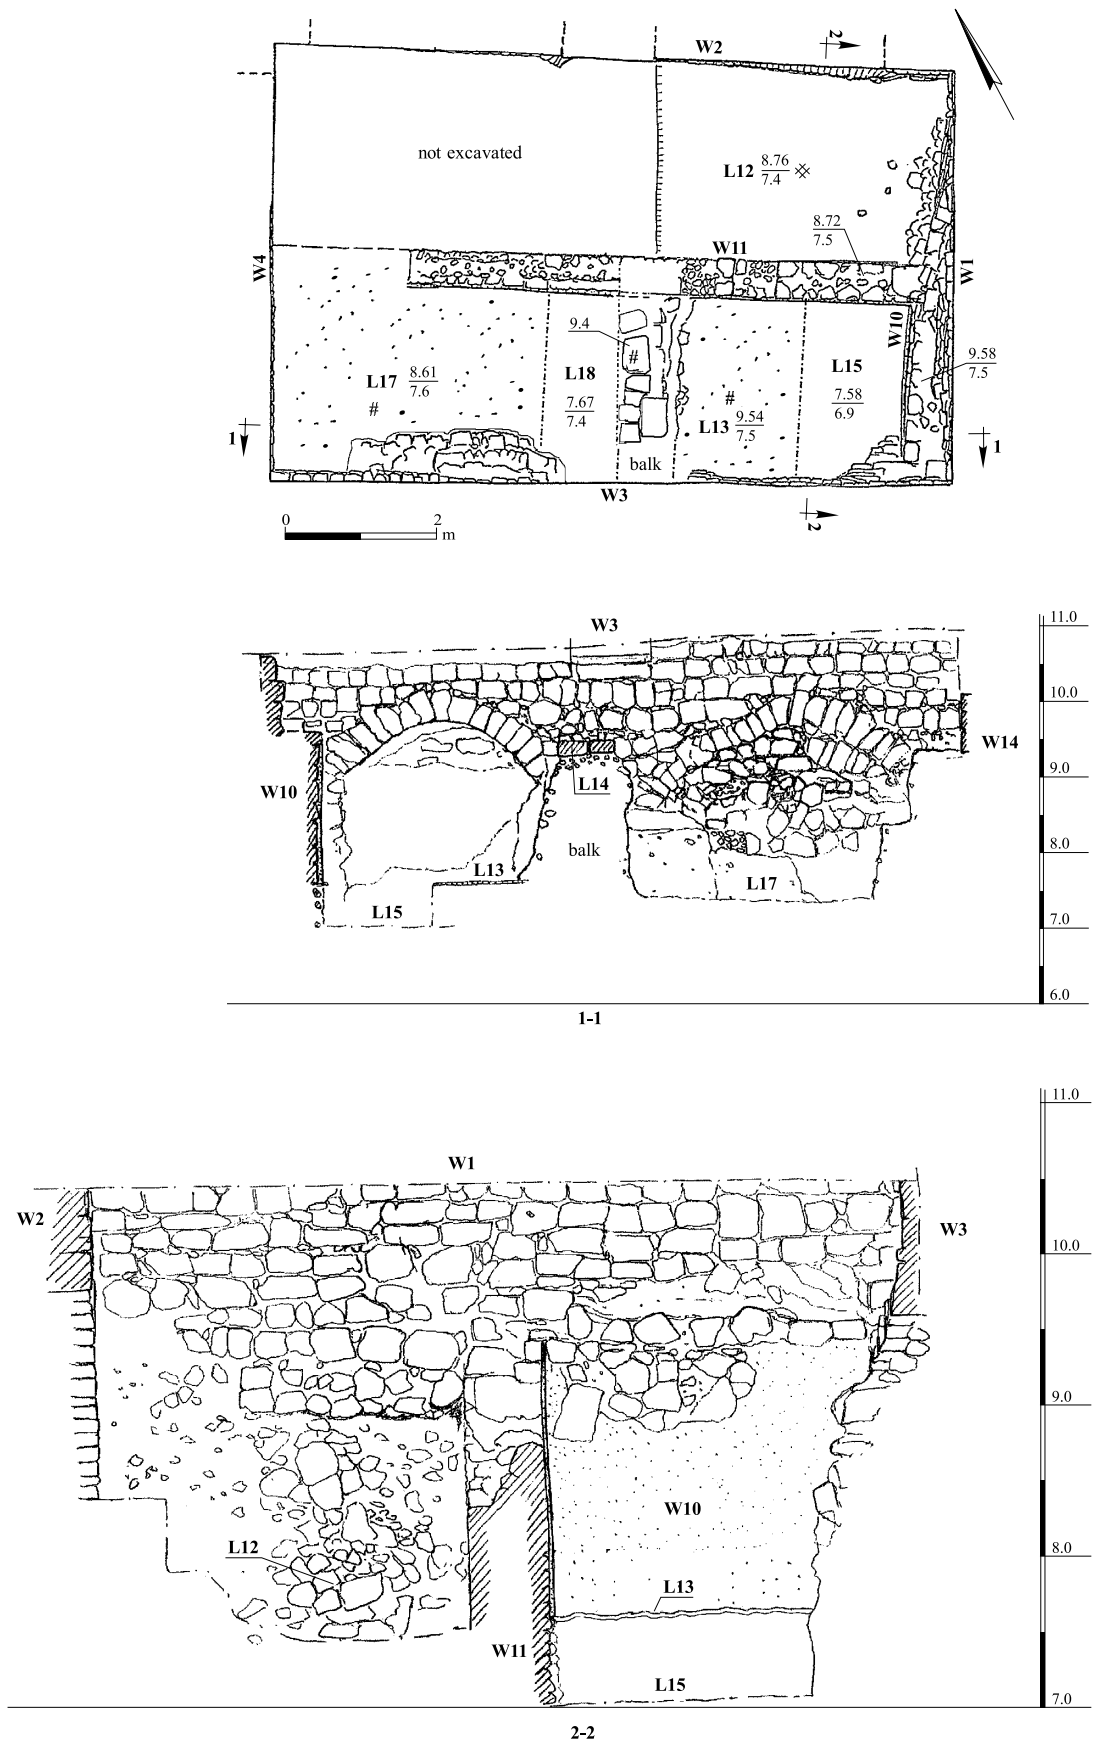 2
W2
not excavated
L12 8.76
7.4
8.72
7.5
W11
W4
W1
W10
9.4
#
9.58
7.5
L17 8.61
7.6
#
L18
7.67
7.4
#
L13 9.54
7.5
L15
7.58
6.9
1
1
balk
W3
2
0 2
m
W3
11.0
10.0
W14
9.0
W10
L14
balk
8.0
L13
L17
L15
7.0
6.0
1-1
11.0
W1
W2
W3
10.0
9.0
W10
L12
8.0
L13
W11
L15
7.0
2-2